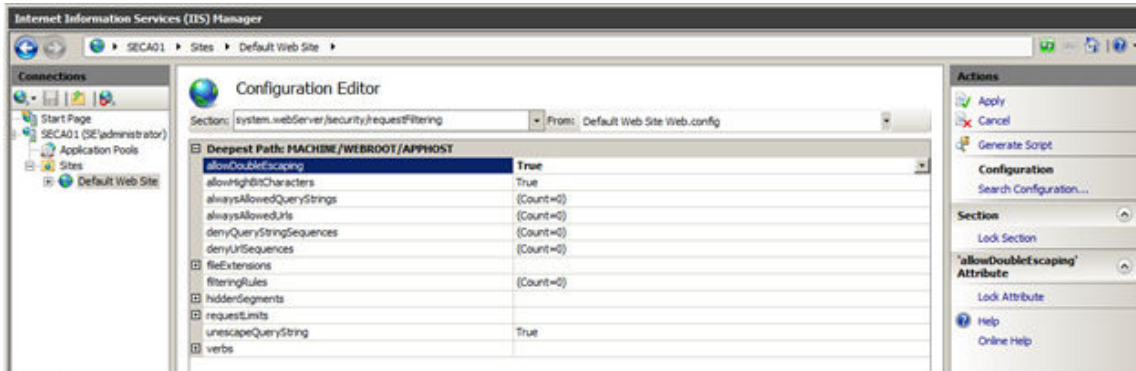 Internet Information Services (IIS) Manager
SECA01 Sites Default Web Site
Connections
Start Page
SECA01 (SE\administrator)
Application Pools
Sites
Default Web Site
Configuration Editor
Section: system.webServer/security/requestFiltering From: Default Web Site Web.config
Deepest Path: MACHINE/WEBROOT/APPHOST
allowDoubleEscaping True
allowHighBitCharacters True
alwaysAllowedQueryStrings (Count=0)
alwaysAllowedUrls (Count=0)
denyQueryStringSequences (Count=0)
denyUrlSequences (Count=0)
fileExtensions
filteringRules (Count=0)
hiddenSegments
requestLimits
unescapeQueryString True
verbs
Actions
Apply
Cancel
Generate Script
Configuration
Search Configuration...
Section
Lock Section
'allowDoubleEscaping'
Attribute
Lock Attribute
Help
Online Help